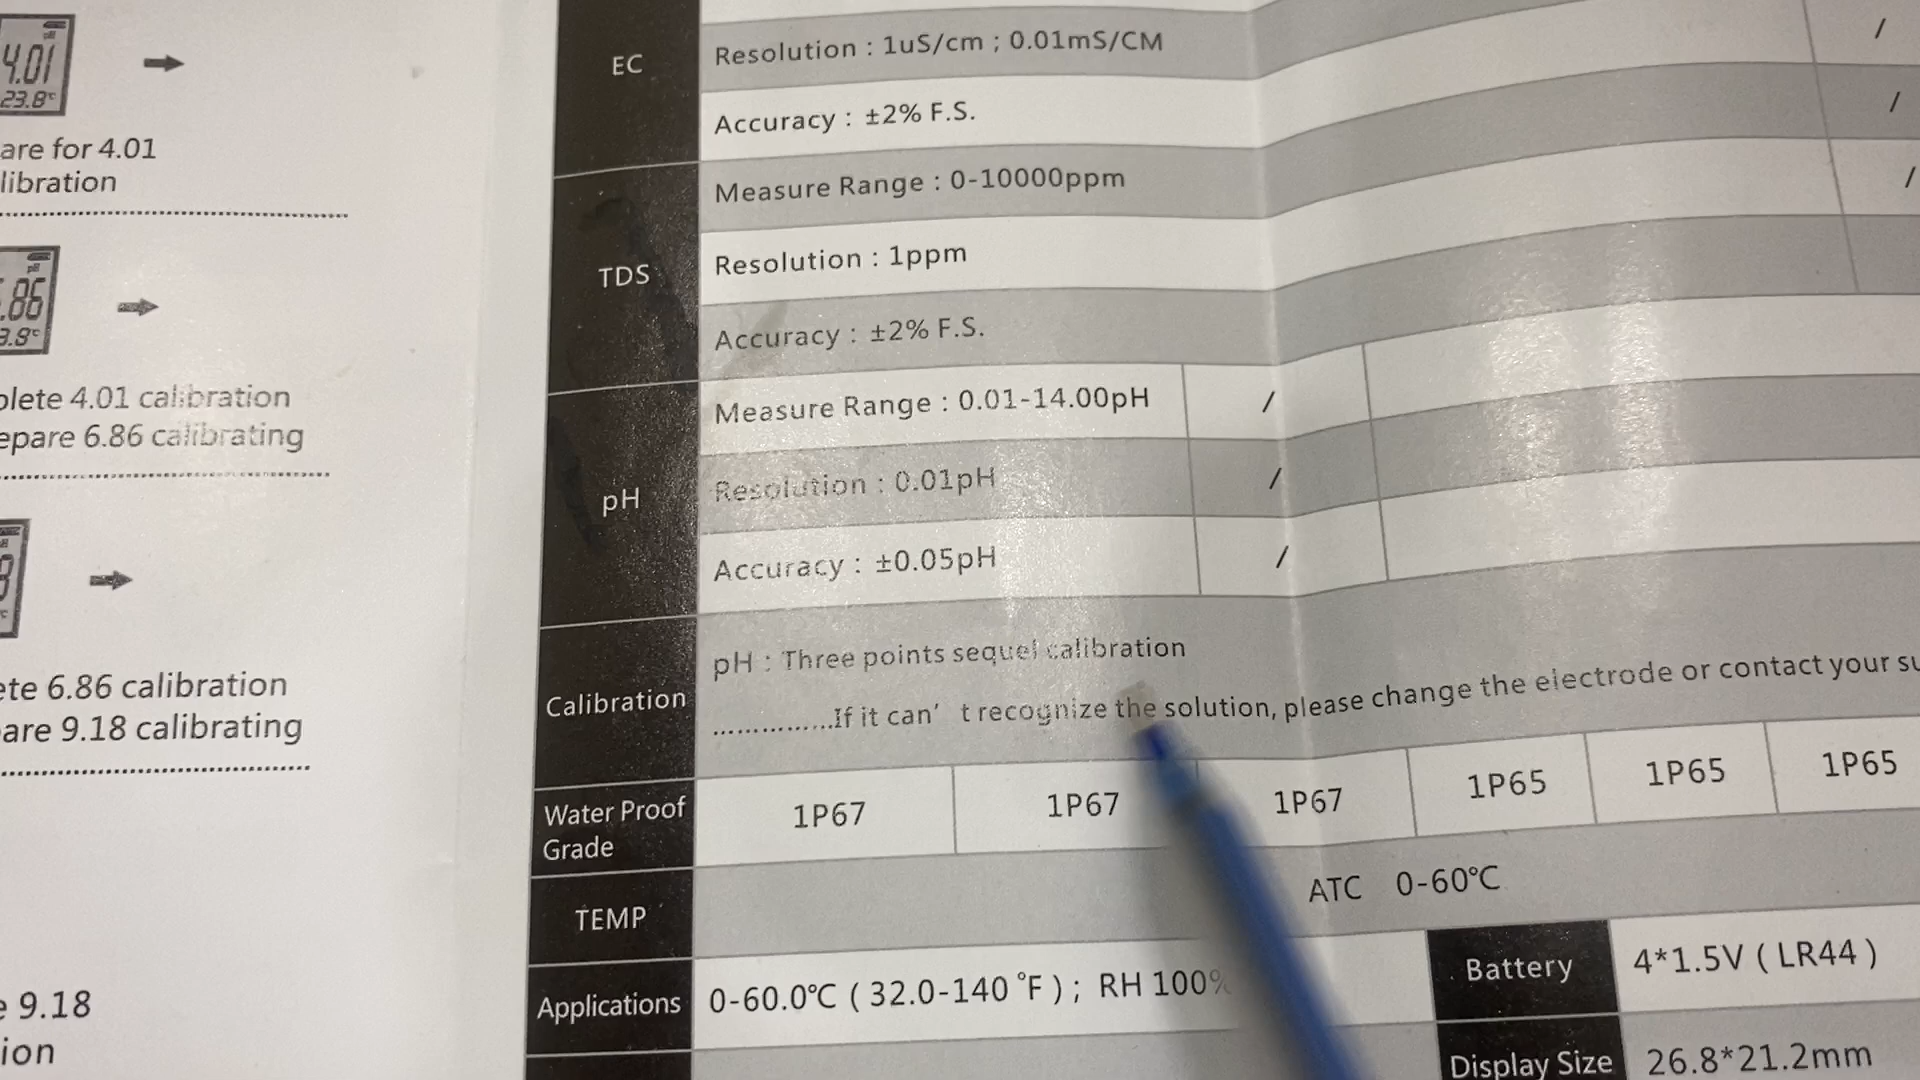 4.01
23.8°c
are for 4.01
libration
.86
3.8°c
plete 4.01 calibration
epare 6.86 calibrating
ete 6.86 calibration
are 9.18 calibrating
e 9.18
ion
EC
Resolution : 1uS/cm ; 0.01mS/CM /
Accuracy : ±2% F.S. /
TDS
Measure Range : 0-10000ppm /
Resolution : 1ppm
Accuracy : ±2% F.S.
pH
Measure Range : 0.01-14.00pH /
Resolution : 0.01pH /
Accuracy : ±0.05pH /
Calibration
pH : Three points sequel calibration
...............If it can' t recognize the solution, please change the electrode or contact your su
Water Proof
Grade
1P67 1P67 1P67 1P65 1P65 1P65
TEMP
ATC 0-60℃
Applications
0-60.0℃ ( 32.0-140 ℉ ) ; RH 100%
Battery
4*1.5V ( LR44 )
Display Size
26.8*21.2mm